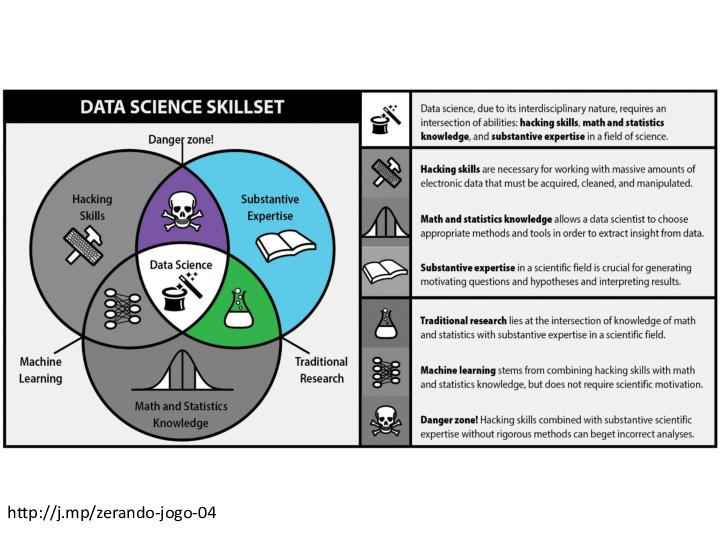 DATA SCIENCE SKILLSET
Danger zone!
Hacking
Skills
Substantive
Expertise
Data Science
Machine
Learning
Traditional
Research
Math and Statistics
Knowledge
Data science, due to its interdisciplinary nature, requires an
intersection of abilities: hacking skills, math and statistics
knowledge, and substantive expertise in a field of science.
Hacking skills are necessary for working with massive amounts of
electronic data that must be acquired, cleaned, and manipulated.
Math and statistics knowledge allows a data scientist to choose
appropriate methods and tools in order to extract insight from data.
Substantive expertise in a scientific field is crucial for generating
motivating questions and hypotheses and interpreting results.
Traditional research lies at the intersection of knowledge of math
and statistics with substantive expertise in a scientific field.
Machine learning stems from combining hacking skills with math
and statistics knowledge, but does not require scientific motivation.
Danger zone! Hacking skills combined with substantive scientific
expertise without rigorous methods can beget incorrect analyses.
http://j.mp/zerando-jogo-04